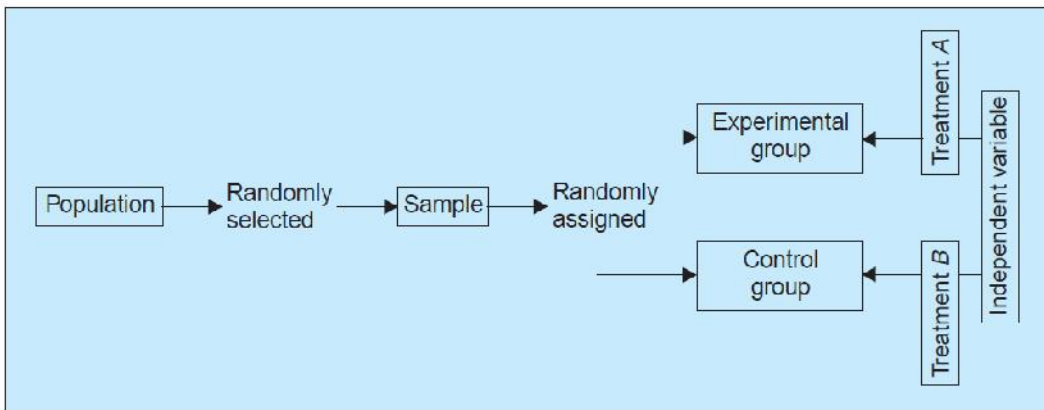 Population
Randomly
selected
Sample
Randomly
assigned
Experimental
group
Control
group
Treatment A
Treatment B
Independent variable